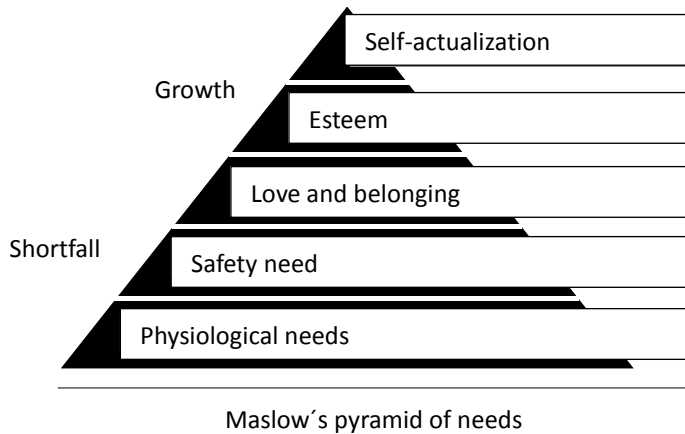 Self-actualization
Growth
Esteem
Love and belonging
Shortfall
Safety need
Physiological needs
Maslow´s pyramid of needs